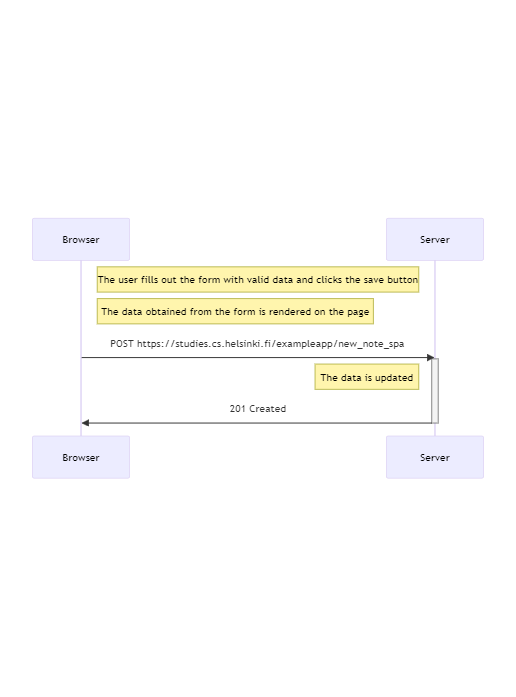 Browser
Server
The user fills out the form with valid data and clicks the save button
The data obtained from the form is rendered on the page
POST https://studies.cs.helsinki.fi/exampleapp/new_note_spa
The data is updated
201 Created
Browser
Server